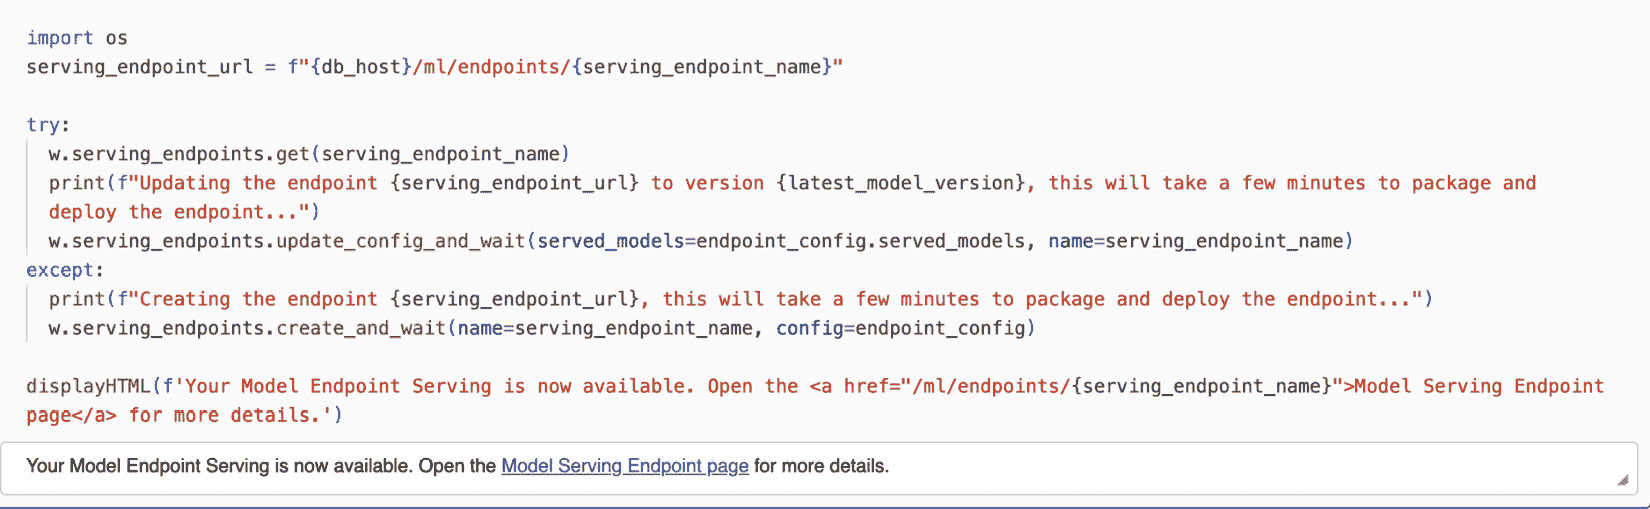 import os
serving_endpoint_url = f"{db_host}/ml/endpoints/{serving_endpoint_name}"
try:
w.serving_endpoints.get(serving_endpoint_name)
print(f"Updating the endpoint {serving_endpoint_url} to version {latest_model_version}, this will take a few minutes to package and
deploy the endpoint...")
w.serving_endpoints.update_config_and_wait(served_models=endpoint_config.served_models, name=serving_endpoint_name)
except:
print(f"Creating the endpoint {serving_endpoint_url}, this will take a few minutes to package and deploy the endpoint...")
w.serving_endpoints.create_and_wait(name=serving_endpoint_name, config=endpoint_config)
displayHTML(f'Your Model Endpoint Serving is now available. Open the <a href="/ml/endpoints/{serving_endpoint_name}">Model Serving Endpoint
page</a> for more details.')
Your Model Endpoint Serving is now available. Open the Model Serving Endpoint page for more details.